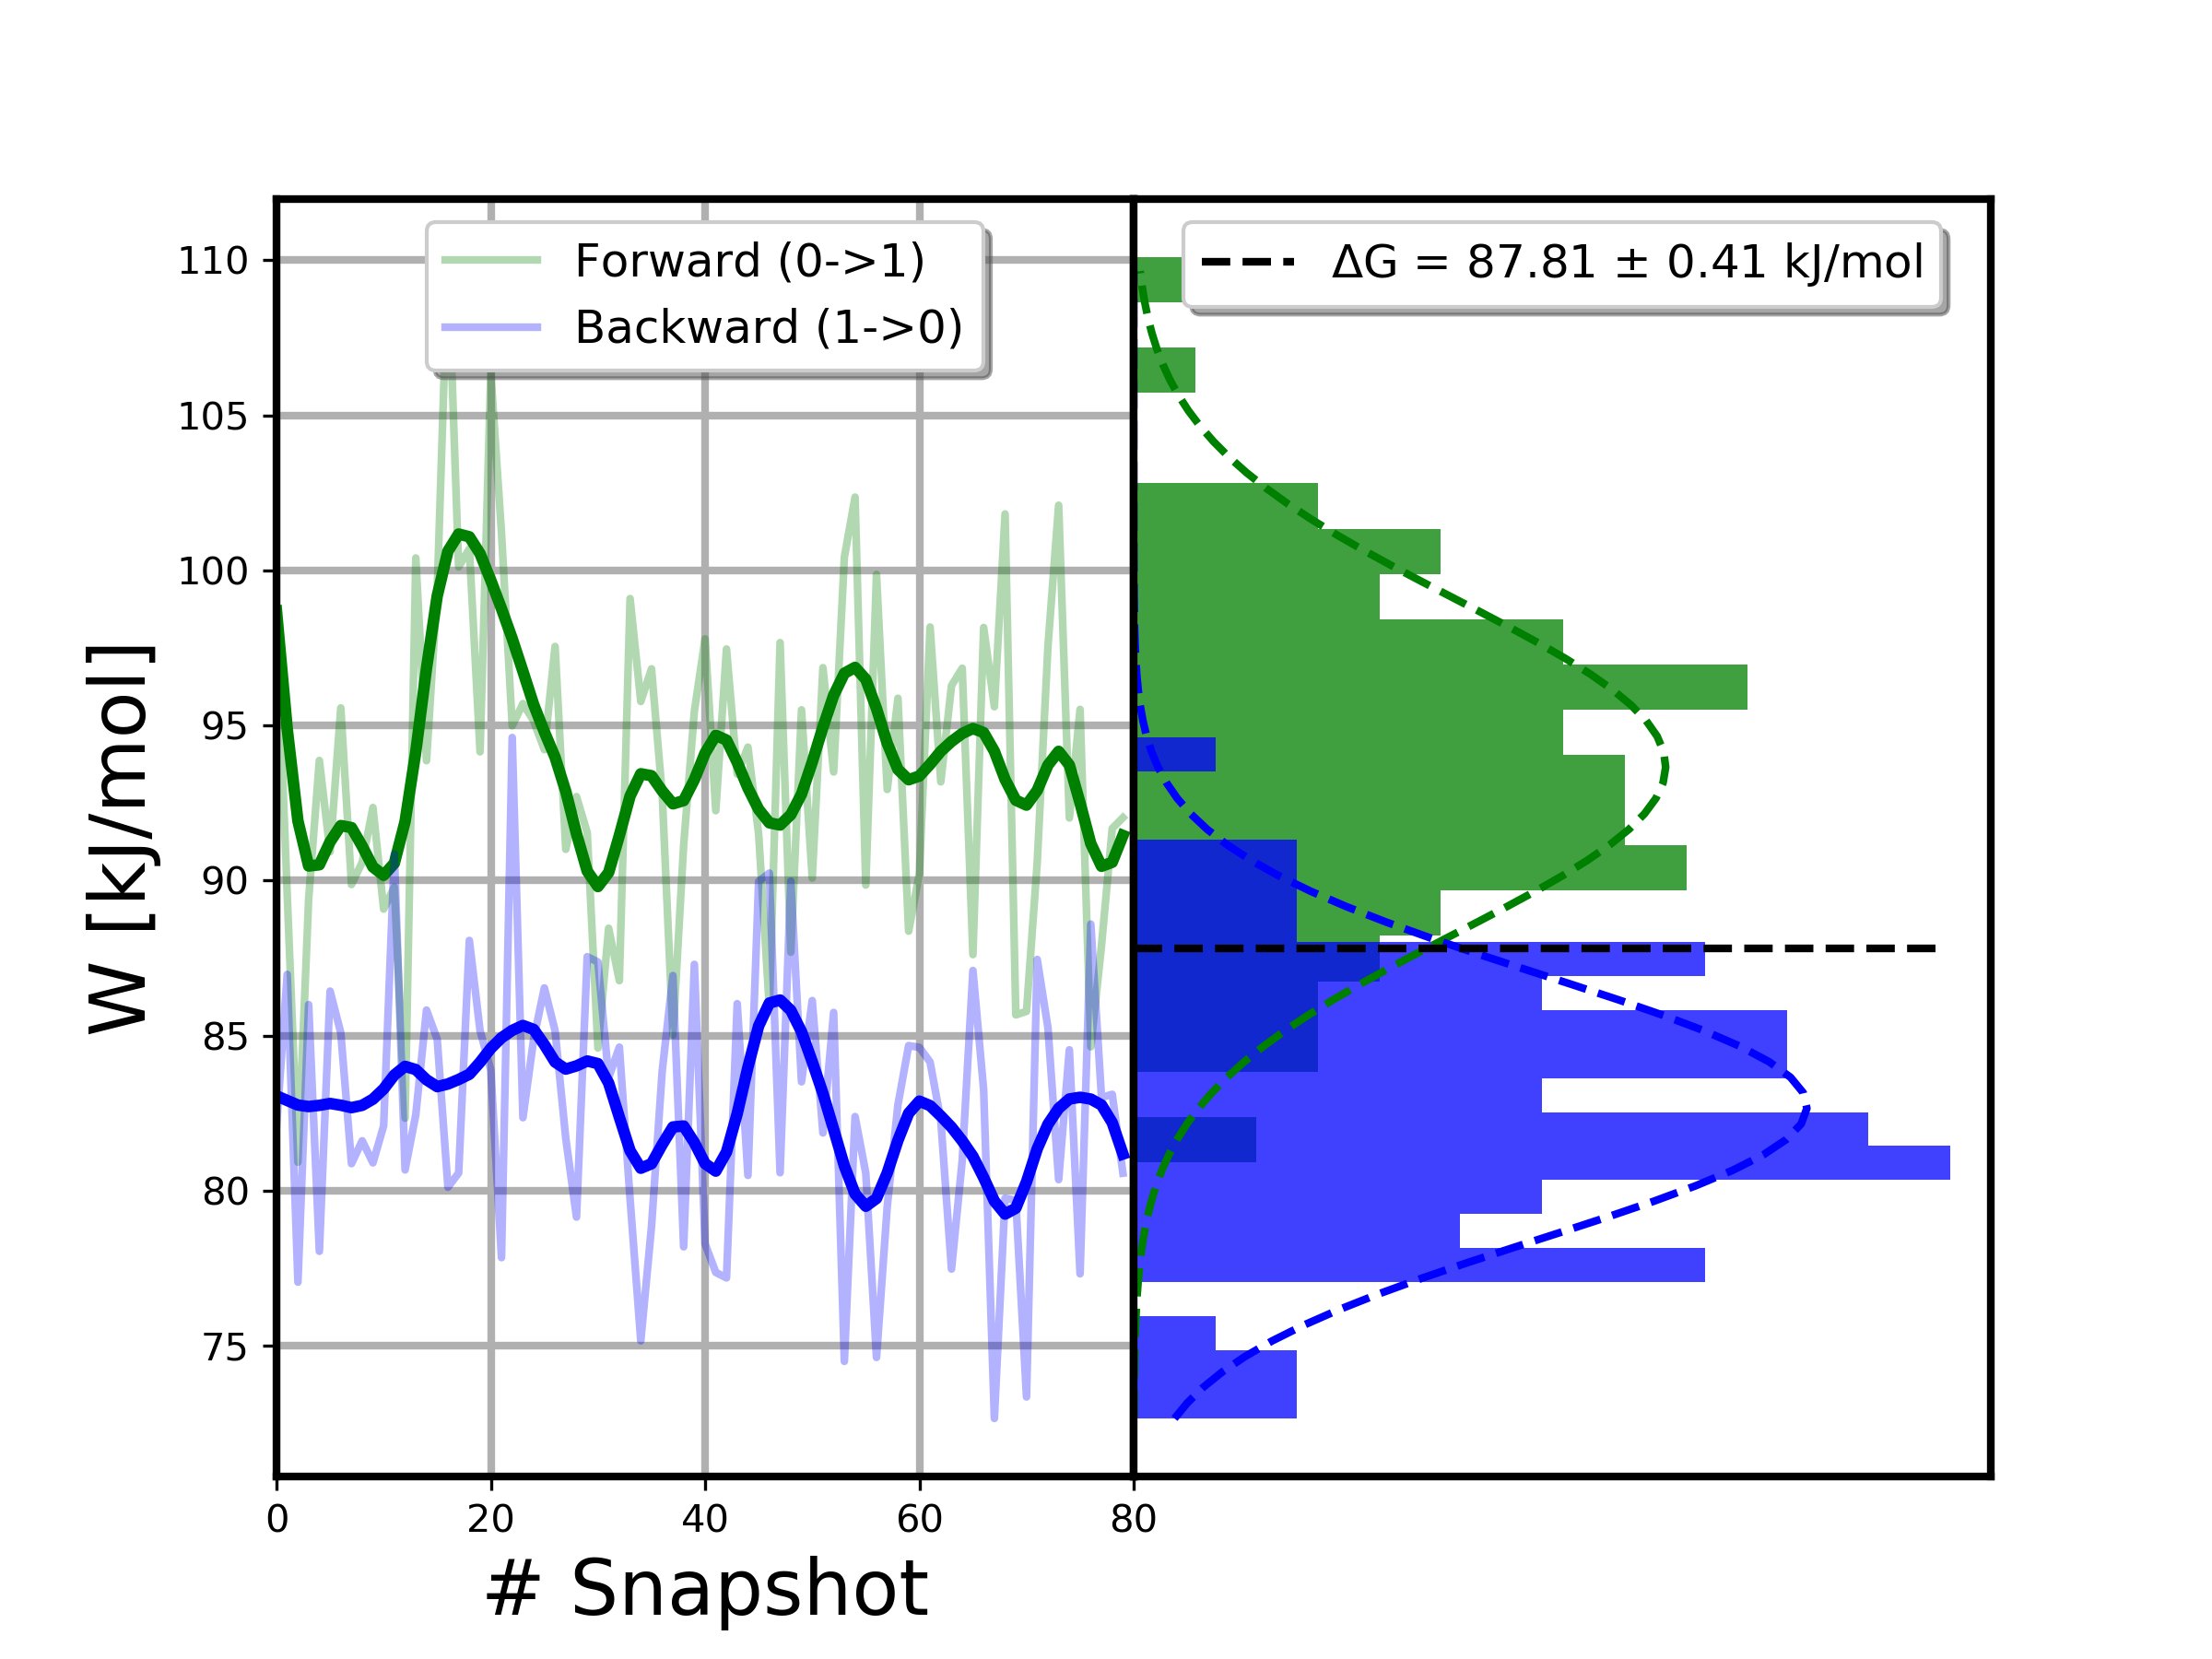 Forward (0->1)
Backward (1->0)
ΔG = 87.81 ± 0.41 kJ/mol
W [kJ/mol]
110
105
100
95
90
85
80
75
0 20 40 60 80
# Snapshot